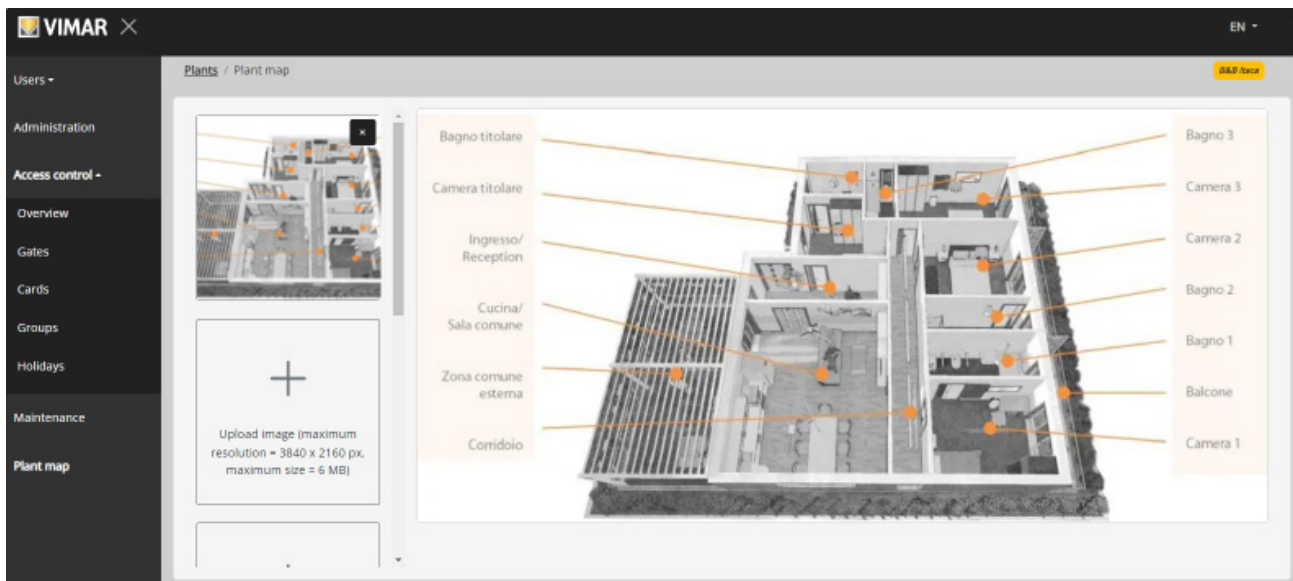 VIMAR
EN
Users
Plants / Plant map
B&B Itaca
Administration
Access control
Overview
Gates
Cards
Groups
Holidays
Maintenance
Plant map
Upload image (maximum
resolution = 3840 x 2160 px,
maximum size = 6 MB)
Bagno titolare
Camera titolare
Ingresso/
Reception
Cucina/
Sala comune
Zona comune
esterna
Corridoio
Bagno 3
Camera 3
Camera 2
Bagno 2
Bagno 1
Balcone
Camera 1